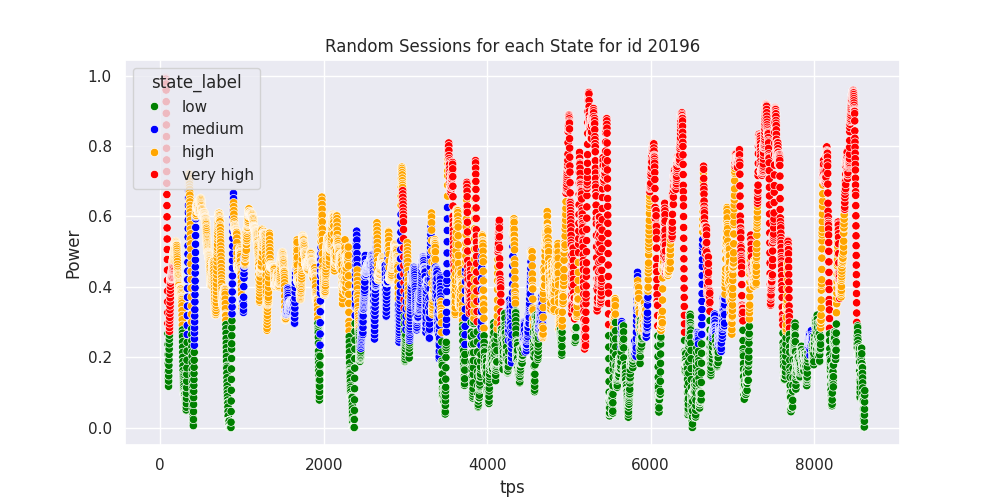 Random Sessions for each State for id 20196
state_label
low
medium
high
very high
Power
1.0
0.8
0.6
0.4
0.2
0.0
0 2000 4000 6000 8000
tps